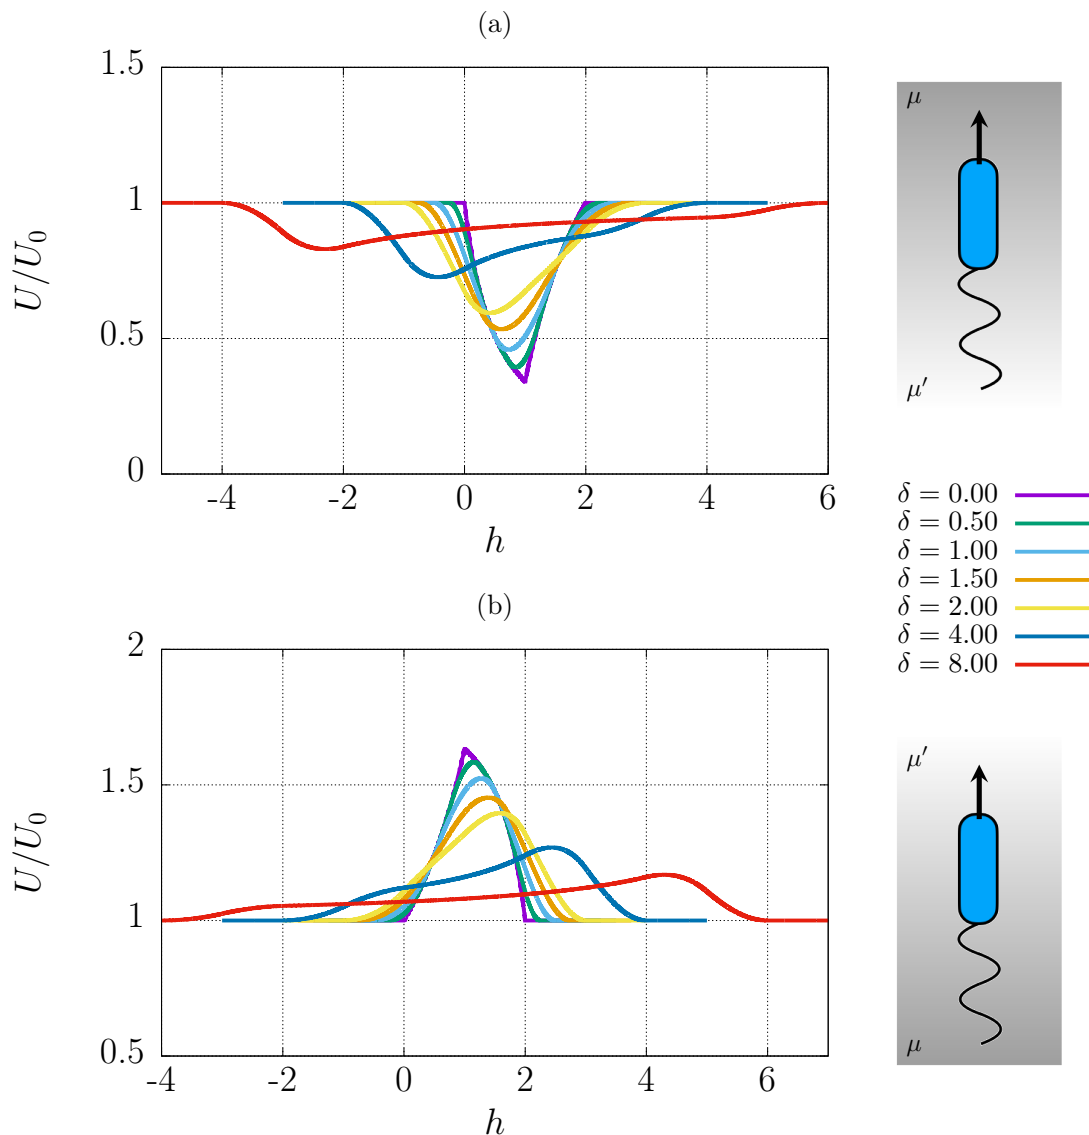 (a)
1.5
1
0.5
0
U/U₀
-4 -2 0 2 4 6
h
μ
μ′
δ = 0.00
δ = 0.50
δ = 1.00
δ = 1.50
δ = 2.00
δ = 4.00
δ = 8.00
(b)
2
1.5
1
0.5
U/U₀
-4 -2 0 2 4 6
h
μ′
μ